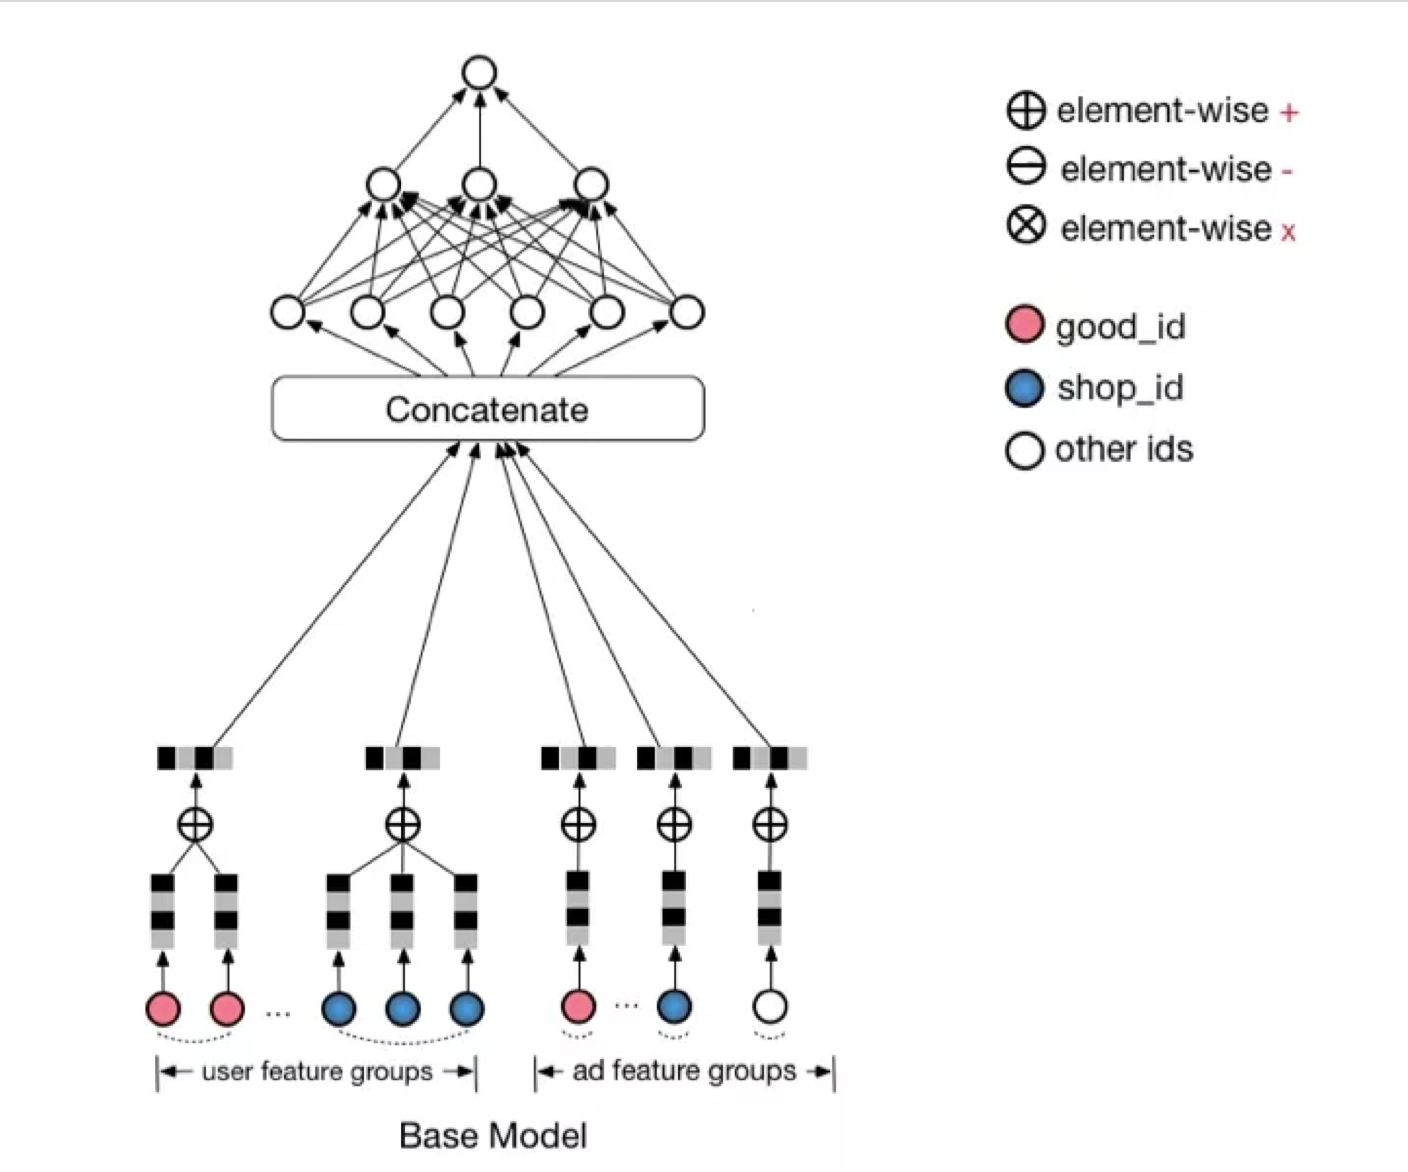 element-wise +
element-wise -
element-wise x
good_id
shop_id
other ids
Concatenate
... ...
user feature groups ad feature groups
Base Model